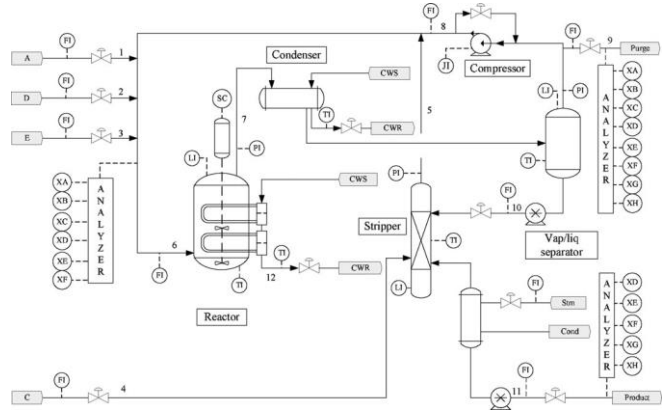 FI
8
FI
9
A
1
Condenser
JI
Compressor
Purge
FI
CWS
D
2
SC
7
TI
CWR
5
LI
PI
XA
XB
XC
XD
XE
XF
XG
XH
ANALYZER
FI
E
3
LI
PI
TI
XA
XB
XC
XD
XE
XF
ANALYZER
CWS
PI
FI
10
Stripper
TI
Vap/liq
separator
6
FI
TI
12
TI
CWR
Reactor
LI
FI
Stm
Cond
XD
XE
XF
XG
XH
ANALYZER
FI
C
4
11
FI
Product